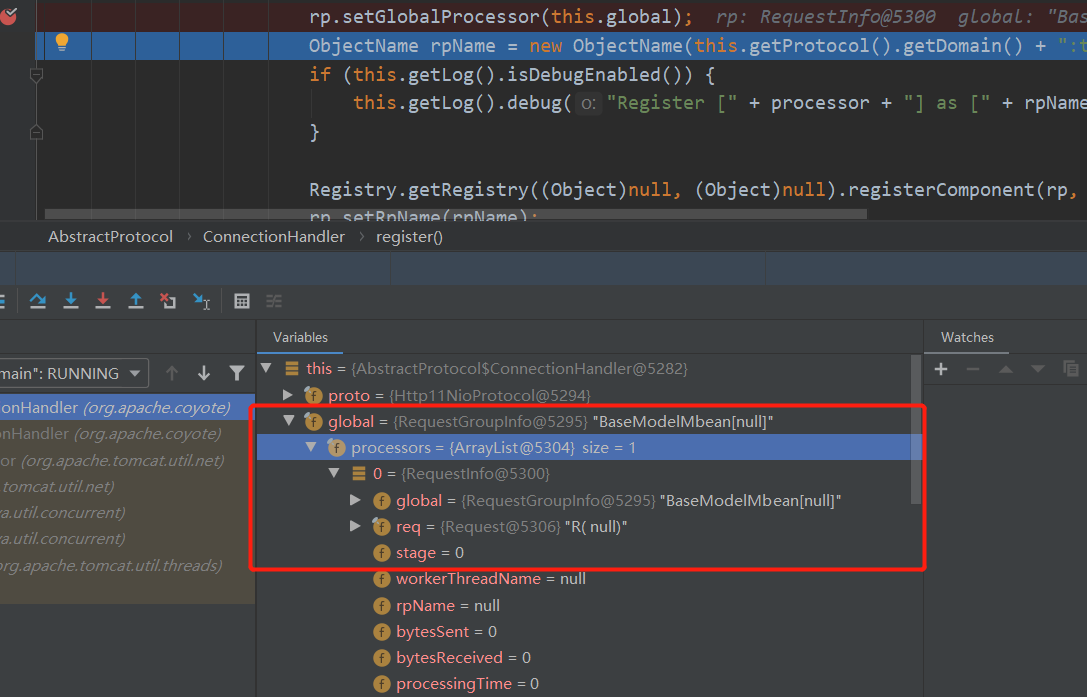 rp.setGlobalProcessor(this.global); rp: RequestInfo@5300 global: "Bas
ObjectName rpName = new ObjectName(this.getProtocol().getDomain() + ":t
if (this.getLog().isDebugEnabled()) {
this.getLog().debug( o: "Register [" + processor + "] as [" + rpName
}
Registry.getRegistry((Object)null, (Object)null).registerComponent(rp,
rp.setRpName(rpName);
AbstractProtocol › ConnectionHandler › register()
Variables
Watches
main": RUNNING
this = {AbstractProtocol$ConnectionHandler@5282}
proto = {Http11NioProtocol@5294}
onHandler (org.apache.coyote)
global = {RequestGroupInfo@5295} "BaseModelMbean[null]"
onHandler (org.apache.coyote)
processors = {ArrayList@5304} size = 1
or (org.apache.tomcat.util.net)
0 = {RequestInfo@5300}
.tomcat.util.net)
global = {RequestGroupInfo@5295} "BaseModelMbean[null]"
va.util.concurrent)
req = {Request@5306} "R( null)"
va.util.concurrent)
stage = 0
org.apache.tomcat.util.threads)
workerThreadName = null
rpName = null
bytesSent = 0
bytesReceived = 0
processingTime = 0